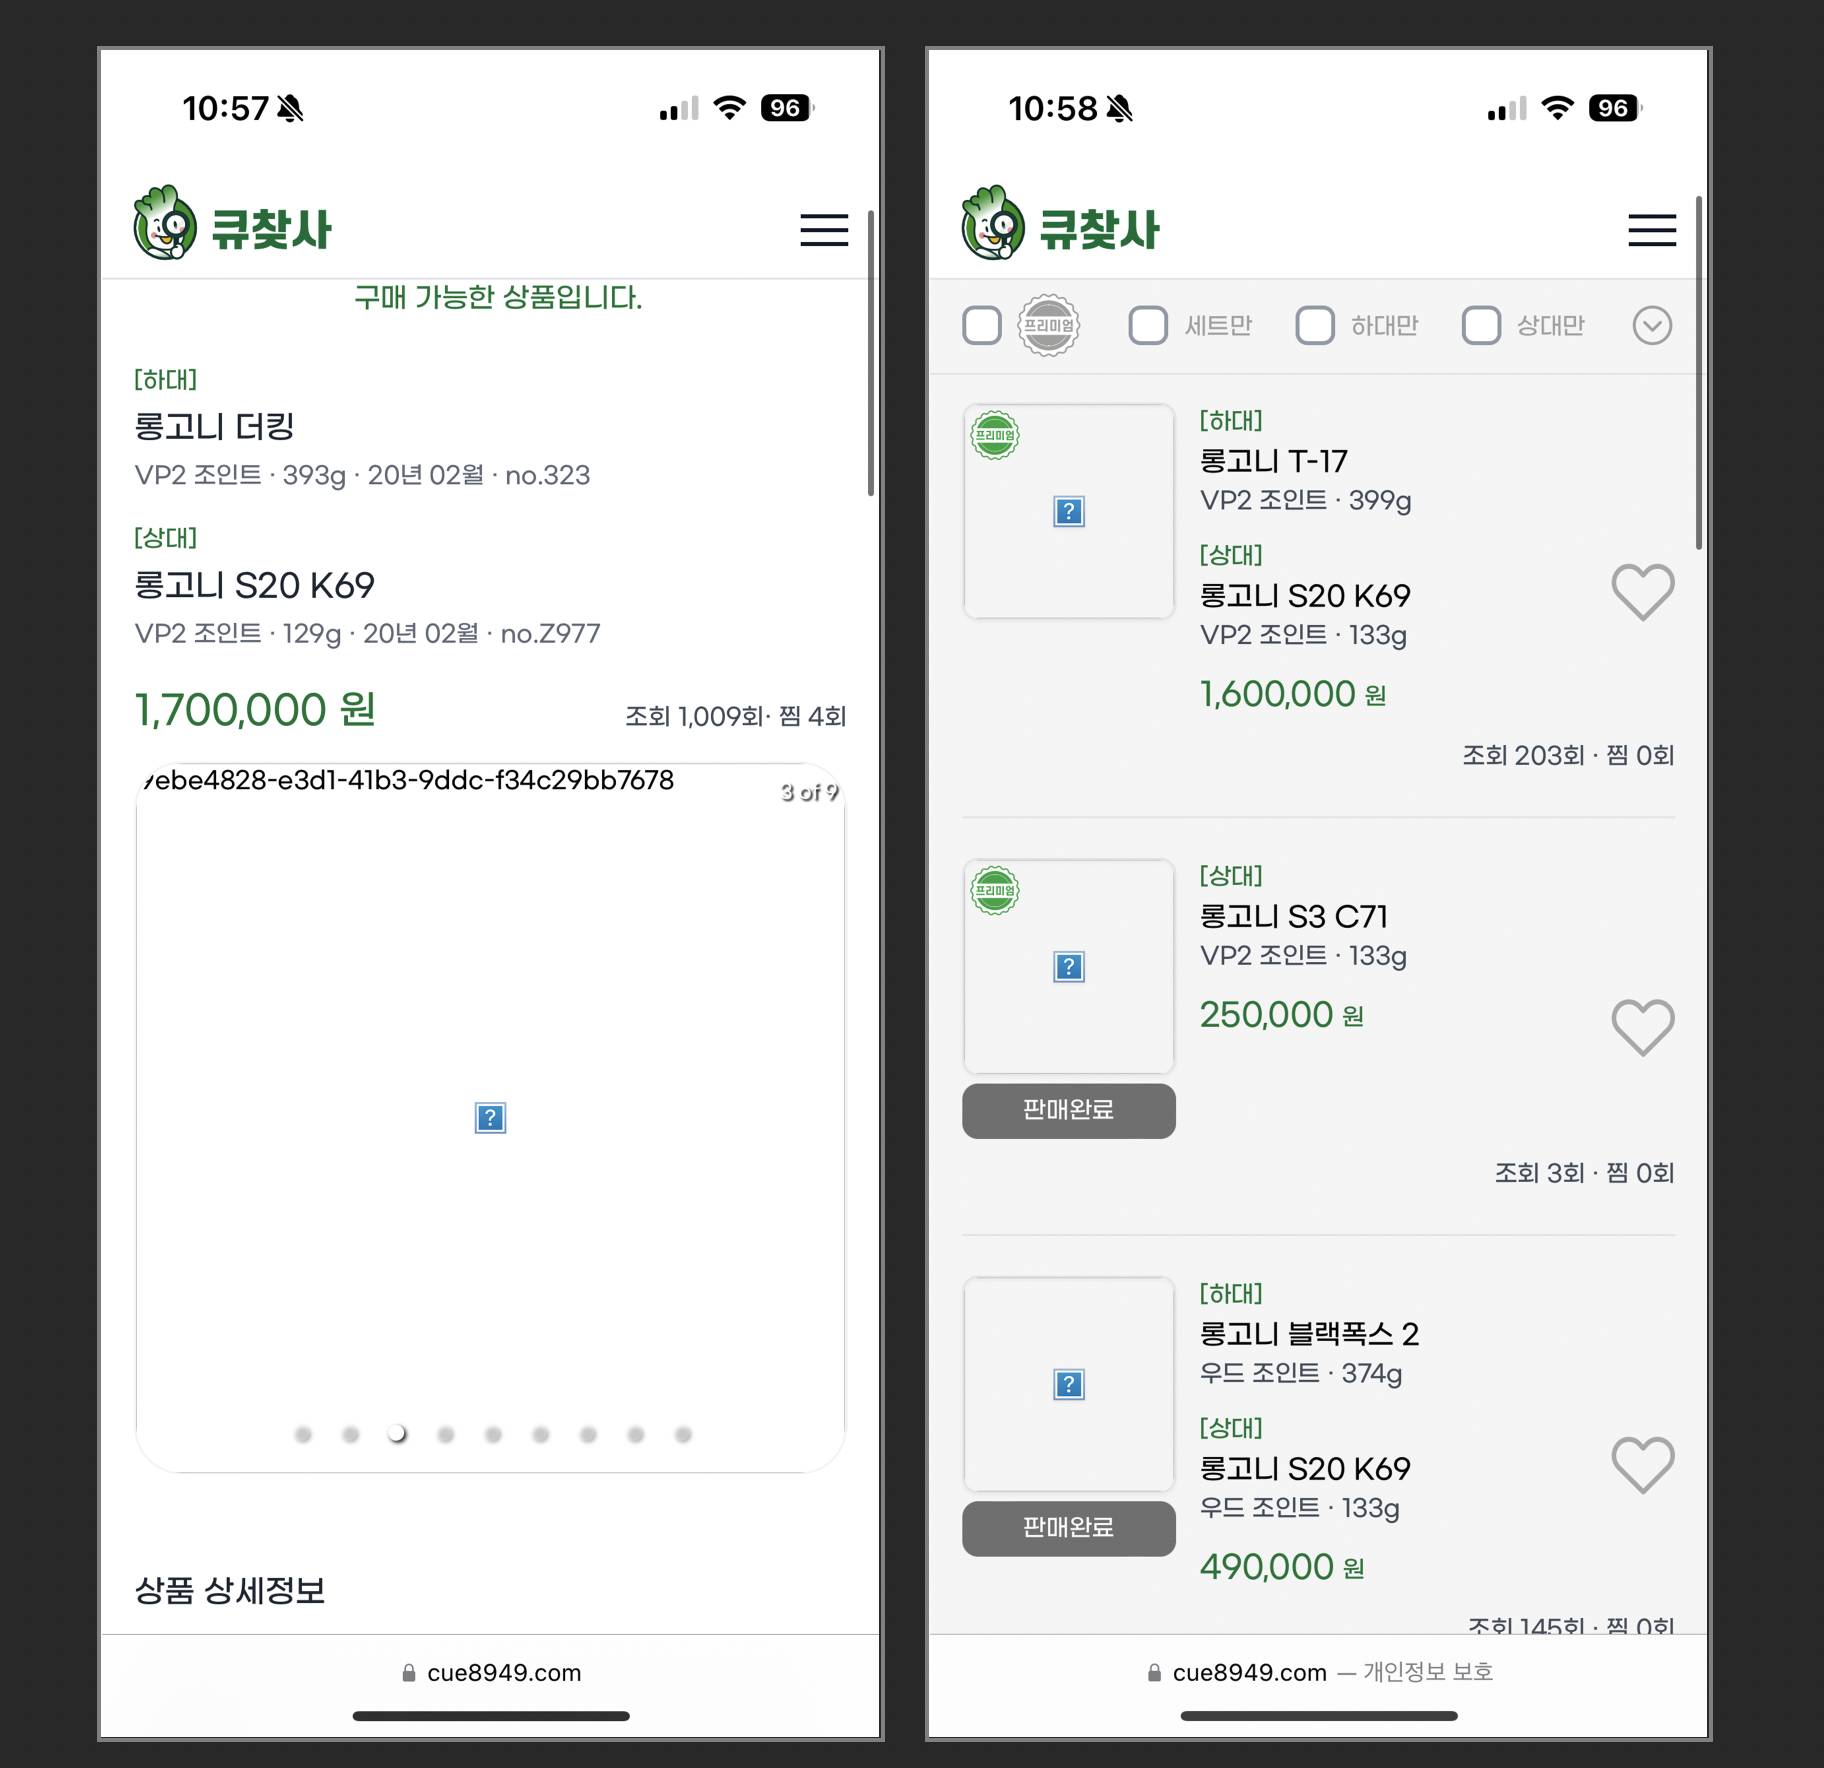 10:57
96
큐찾사
구매 가능한 상품입니다.
[하대]
롱고니 더킹
VP2 조인트 · 393g · 20년 02월 · no.323
[상대]
롱고니 S20 K69
VP2 조인트 · 129g · 20년 02월 · no.Z977
1,700,000 원
조회 1,009회· 찜 4회
ebe4828-e3d1-41b3-9ddc-f34c29bb7678
3 of 9
?
상품 상세정보
cue8949.com
10:58
96
큐찾사
프리미엄
세트만
하대만
상대만
프리미엄
?
[하대]
롱고니 T-17
VP2 조인트 · 399g
[상대]
롱고니 S20 K69
VP2 조인트 · 133g
1,600,000 원
조회 203회 · 찜 0회
프리미엄
?
[상대]
롱고니 S3 C71
VP2 조인트 · 133g
250,000 원
판매완료
조회 3회 · 찜 0회
?
[하대]
롱고니 블랙폭스 2
우드 조인트 · 374g
[상대]
롱고니 S20 K69
우드 조인트 · 133g
판매완료
490,000 원
조회 145회 · 찜 0회
cue8949.com — 개인정보 보호